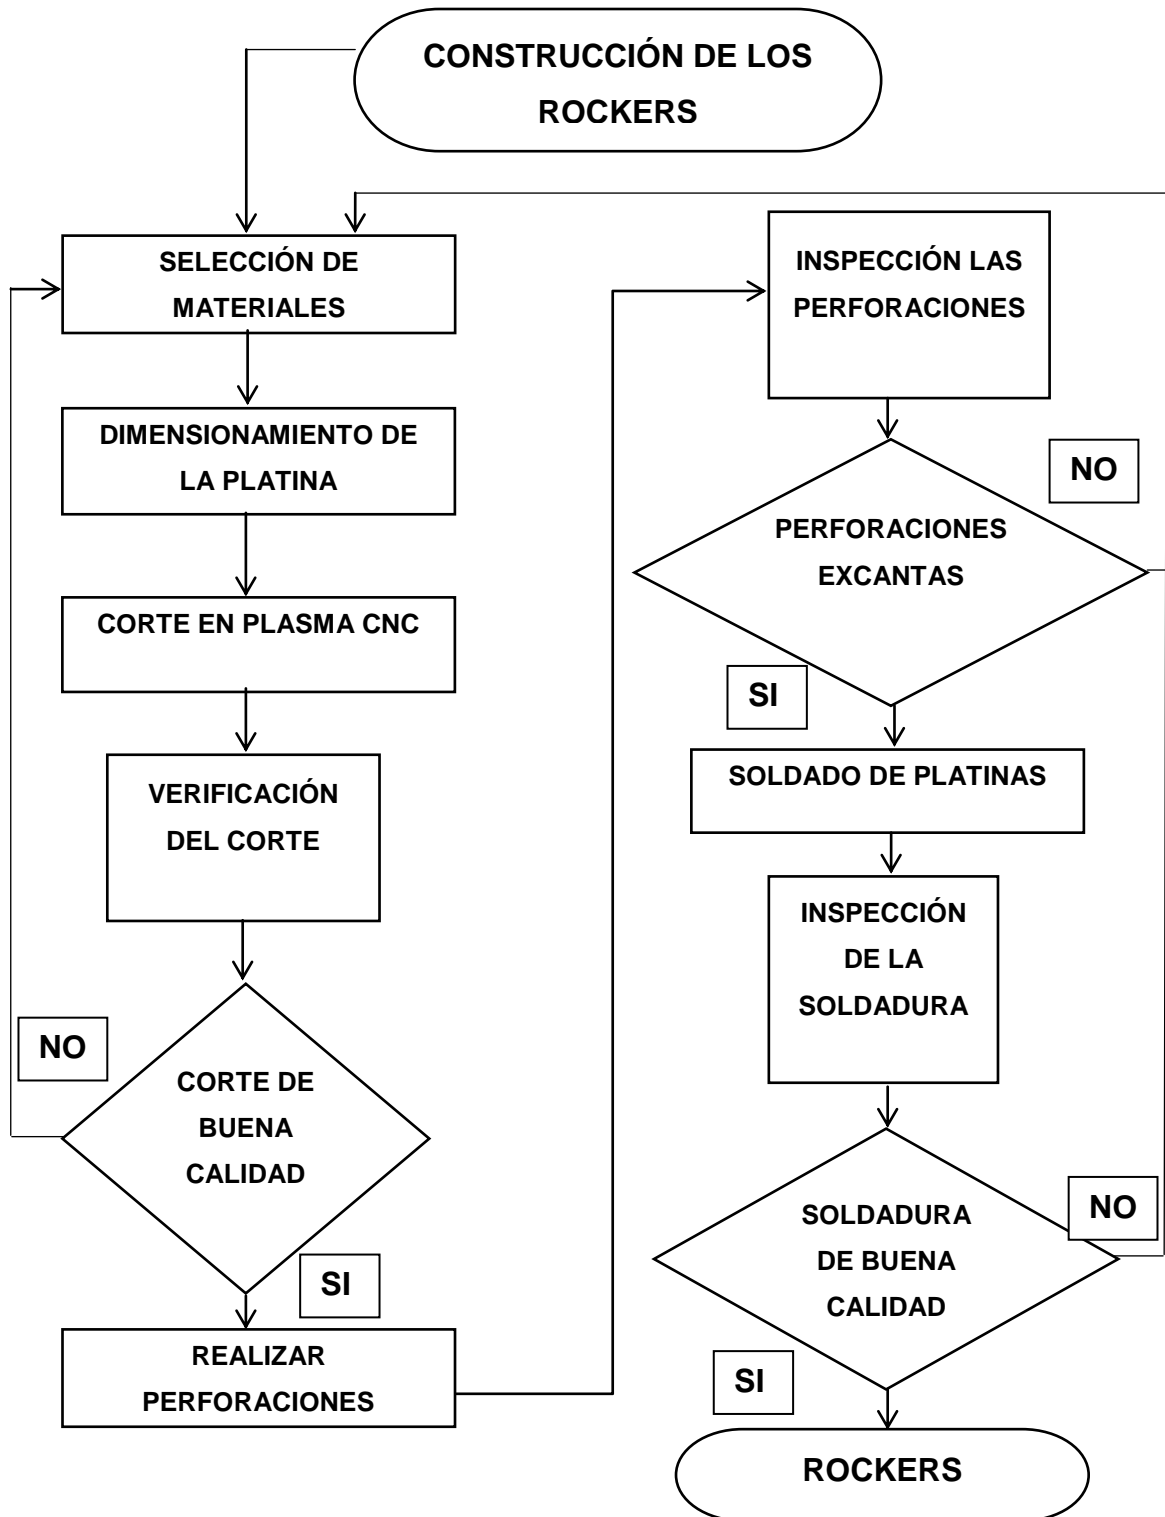 CONSTRUCCIÓN DE LOS
ROCKERS
SELECCIÓN DE
MATERIALES
DIMENSIONAMIENTO DE
LA PLATINA
CORTE EN PLASMA CNC
VERIFICACIÓN
DEL CORTE
NO
CORTE DE
BUENA
CALIDAD
SI
REALIZAR
PERFORACIONES
INSPECCIÓN LAS
PERFORACIONES
NO
PERFORACIONES
EXCANTAS
SI
SOLDADO DE PLATINAS
INSPECCIÓN
DE LA
SOLDADURA
NO
SOLDADURA
DE BUENA
CALIDAD
SI
ROCKERS